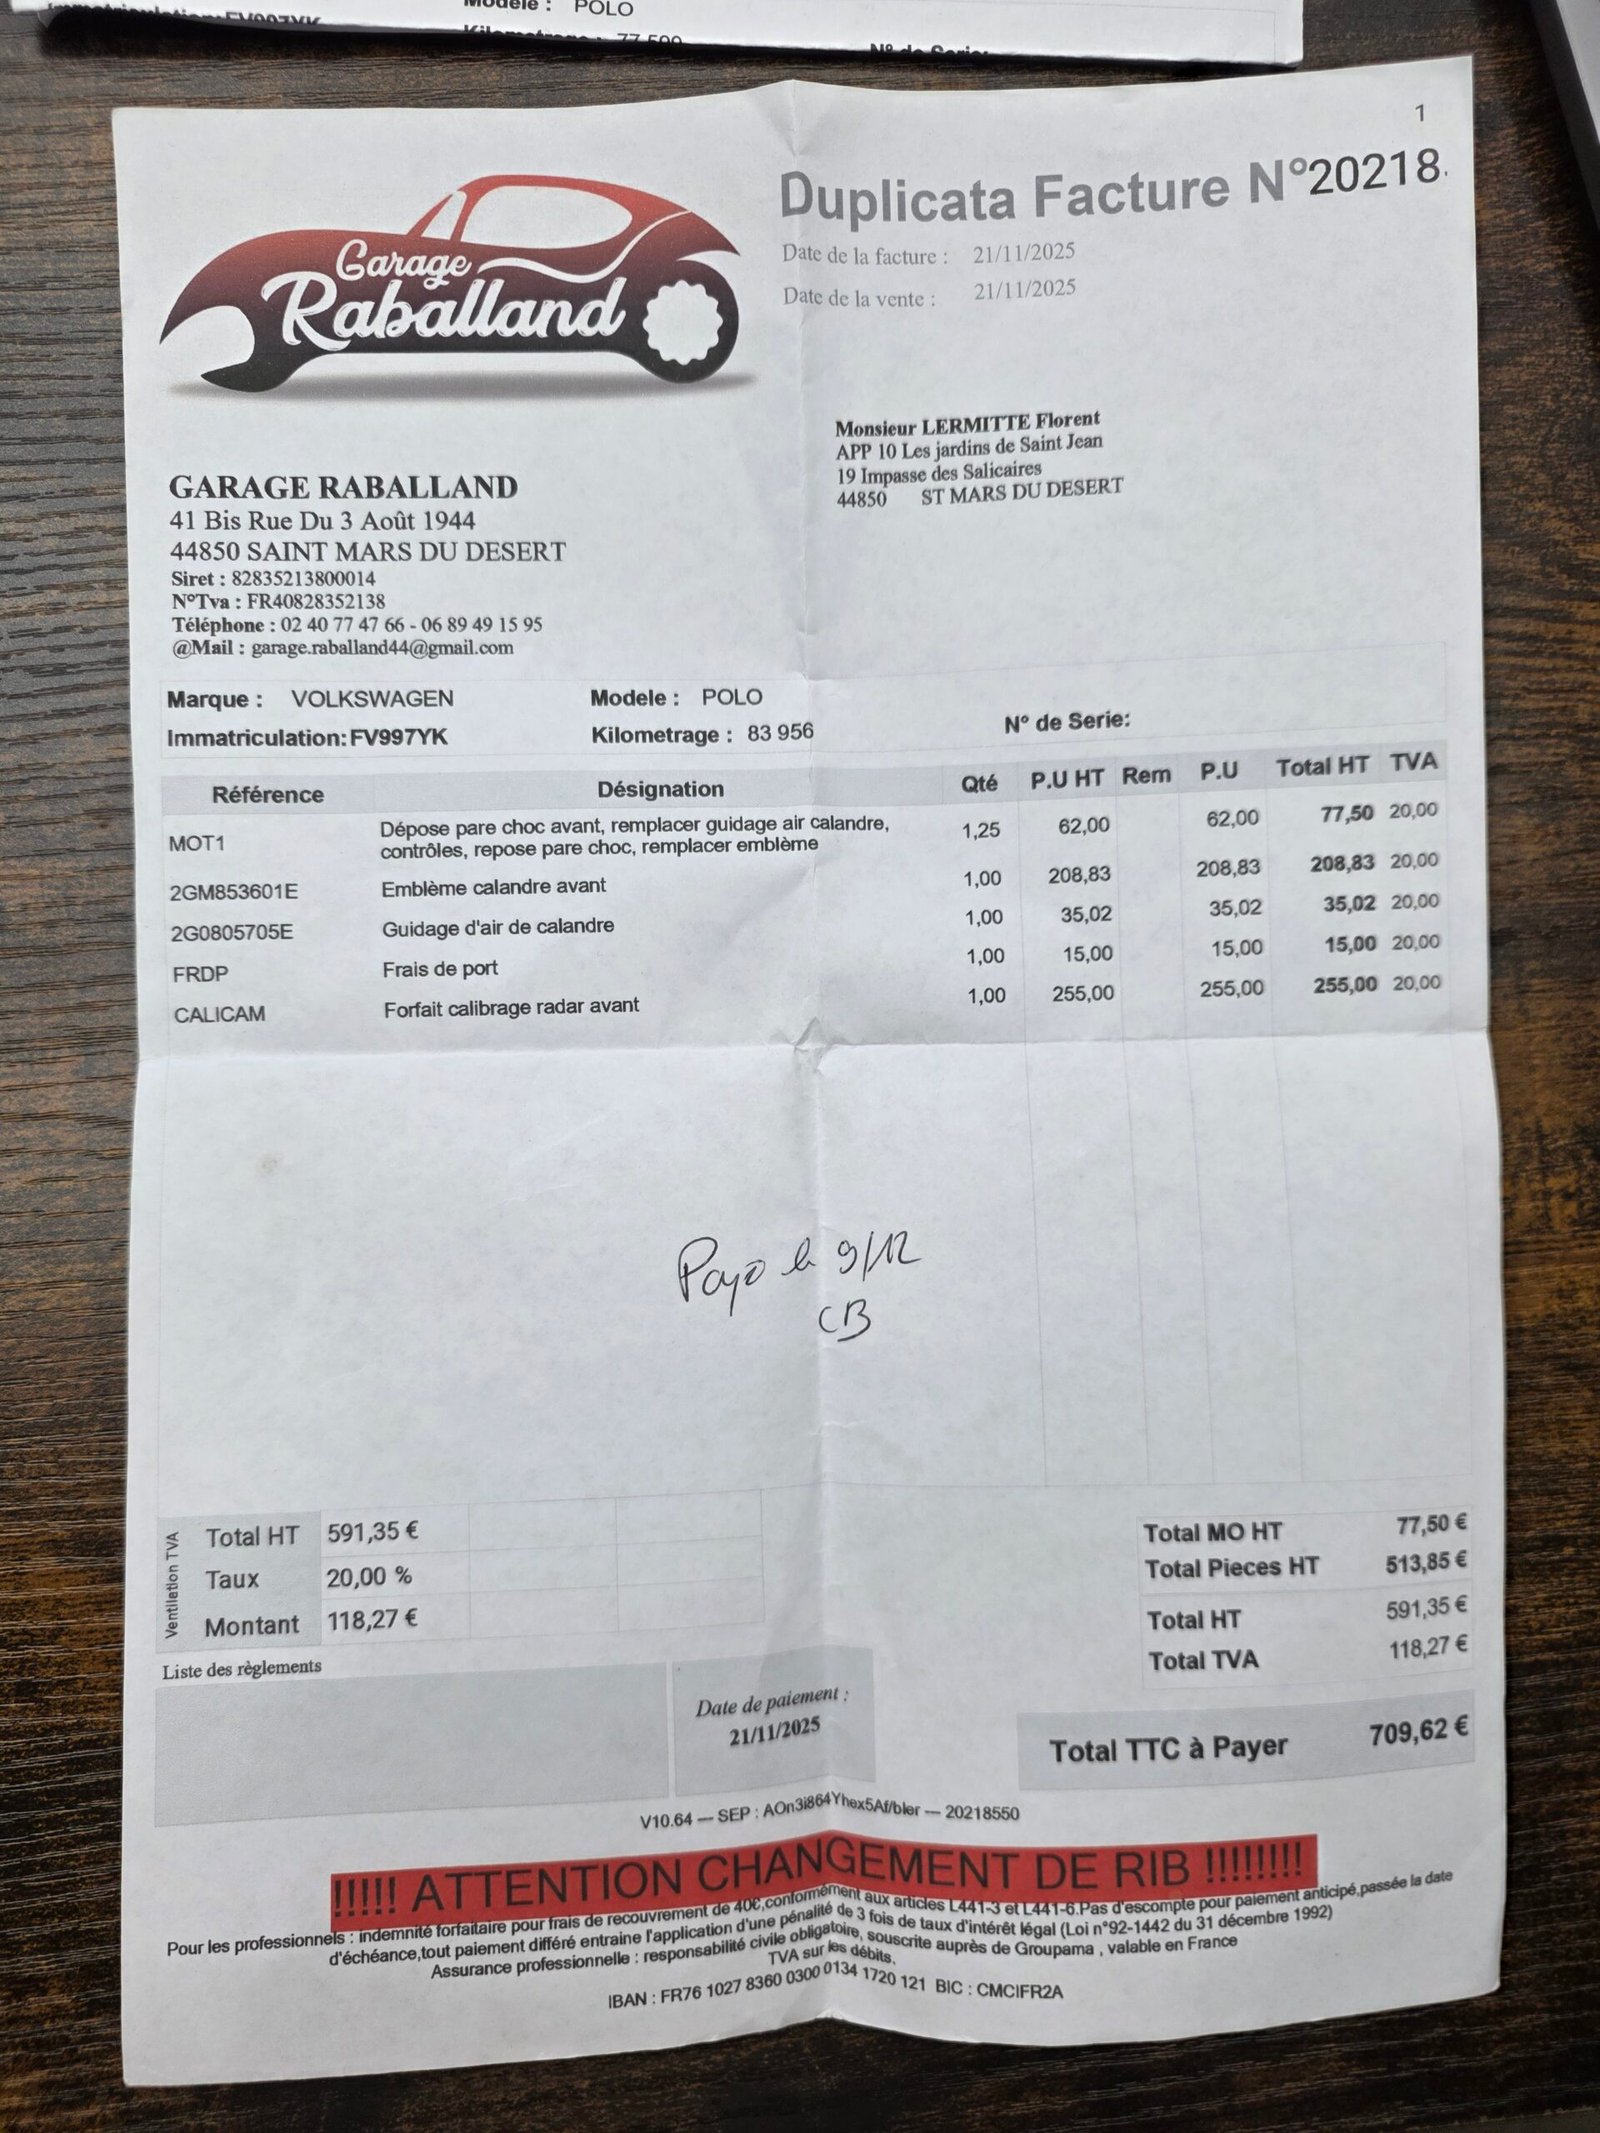 Modele : POLO
Immatriculation:FV997YK
Kilometrage : 77 500
N° de Serie:
1
Garage
Raballand
Duplicata Facture N°20218.
Date de la facture : 21/11/2025
Date de la vente : 21/11/2025
Monsieur LERMITTE Florent
APP 10 Les jardins de Saint Jean
19 Impasse des Salicaires
44850 ST MARS DU DESERT
GARAGE RABALLAND
41 Bis Rue Du 3 Août 1944
44850 SAINT MARS DU DESERT
Siret : 82835213800014
N°Tva : FR40828352138
Téléphone : 02 40 77 47 66 - 06 89 49 15 95
@Mail : garage.raballand44@gmail.com
Marque : VOLKSWAGEN Modele : POLO
Immatriculation:FV997YK Kilometrage : 83 956 N° de Serie:
Référence Désignation Qté P.U HT Rem P.U Total HT TVA
MOT1 Dépose pare choc avant, remplacer guidage air calandre, 1,25 62,00 62,00 77,50 20,00
contrôles, repose pare choc, remplacer emblème
2GM853601E Emblème calandre avant 1,00 208,83 208,83 208,83 20,00
2G0805705E Guidage d'air de calandre 1,00 35,02 35,02 35,02 20,00
FRDP Frais de port 1,00 15,00 15,00 15,00 20,00
CALICAM Forfait calibrage radar avant 1,00 255,00 255,00 255,00 20,00
Payé le 9/12
CB
Ventilation TVA
Total HT 591,35 €
Taux 20,00 %
Montant 118,27 €
Total MO HT 77,50 €
Total Pieces HT 513,85 €
Total HT 591,35 €
Total TVA 118,27 €
Liste des règlements
Date de paiement :
21/11/2025
Total TTC à Payer 709,62 €
V10.64 — SEP : AOn3i864Yhex5Af/bler — 20218550
!!!!! ATTENTION CHANGEMENT DE RIB !!!!!!!!
Pour les professionnels : indemnité forfaitaire pour frais de recouvrement de 40€,conformément aux articles L441-3 et L441-6.Pas d'escompte pour paiement anticipé,passée la date
d'échéance,tout paiement différé entraine l'application d'une pénalité de 3 fois de taux d'intérêt légal (Loi n°92-1442 du 31 décembre 1992)
Assurance professionnelle : responsabilité civile obligatoire, souscrite auprès de Groupama , valable en France
TVA sur les débits.
IBAN : FR76 1027 8360 0300 0134 1720 121 BIC : CMCIFR2A